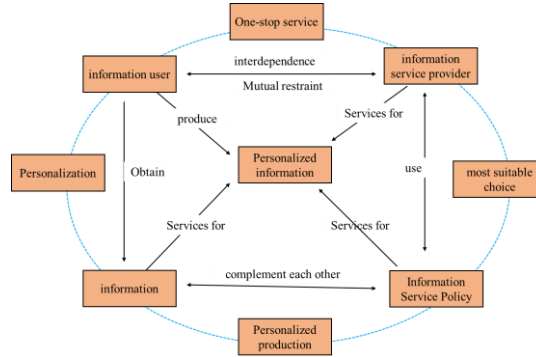 One-stop service
information user
interdependence
Mutual restraint
information
service provider
produce
Services for
Personalization
Obtain
Personalized
information
use
most suitable
choice
Services for
Services for
information
complement each other
Information
Service Policy
Personalized
production